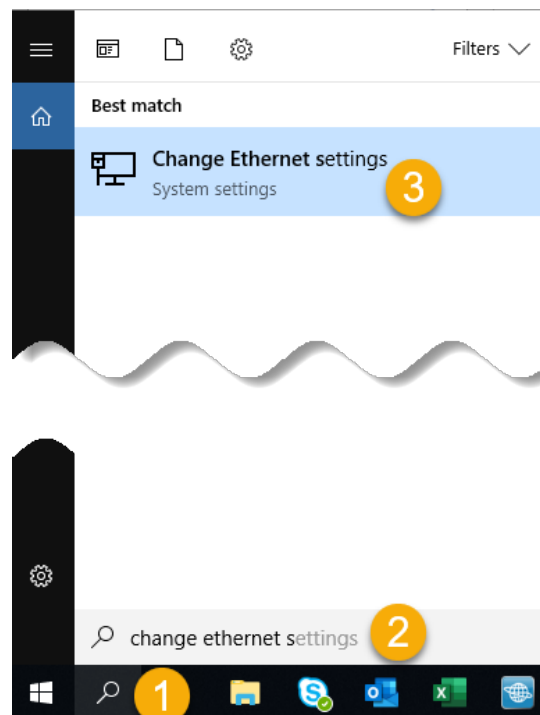 Filters
Best match
Change Ethernet settings
System settings
3
change ethernet settings
2
1